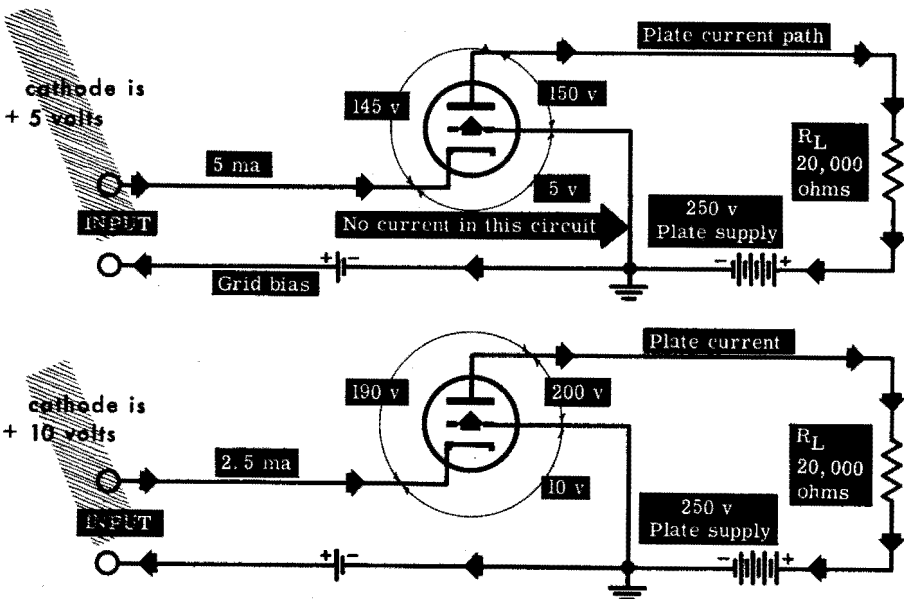 Plate current path
cathode is
+ 5 volts
145 v
150 v
5 ma
5 v
RL
20,000
ohms
INPUT
No current in this circuit
250 v
Plate supply
+
-
-
+
Grid bias
Plate current
cathode is
+ 10 volts
190 v
200 v
2.5 ma
10 v
RL
20,000
ohms
INPUT
250 v
Plate supply
+
-
-
+